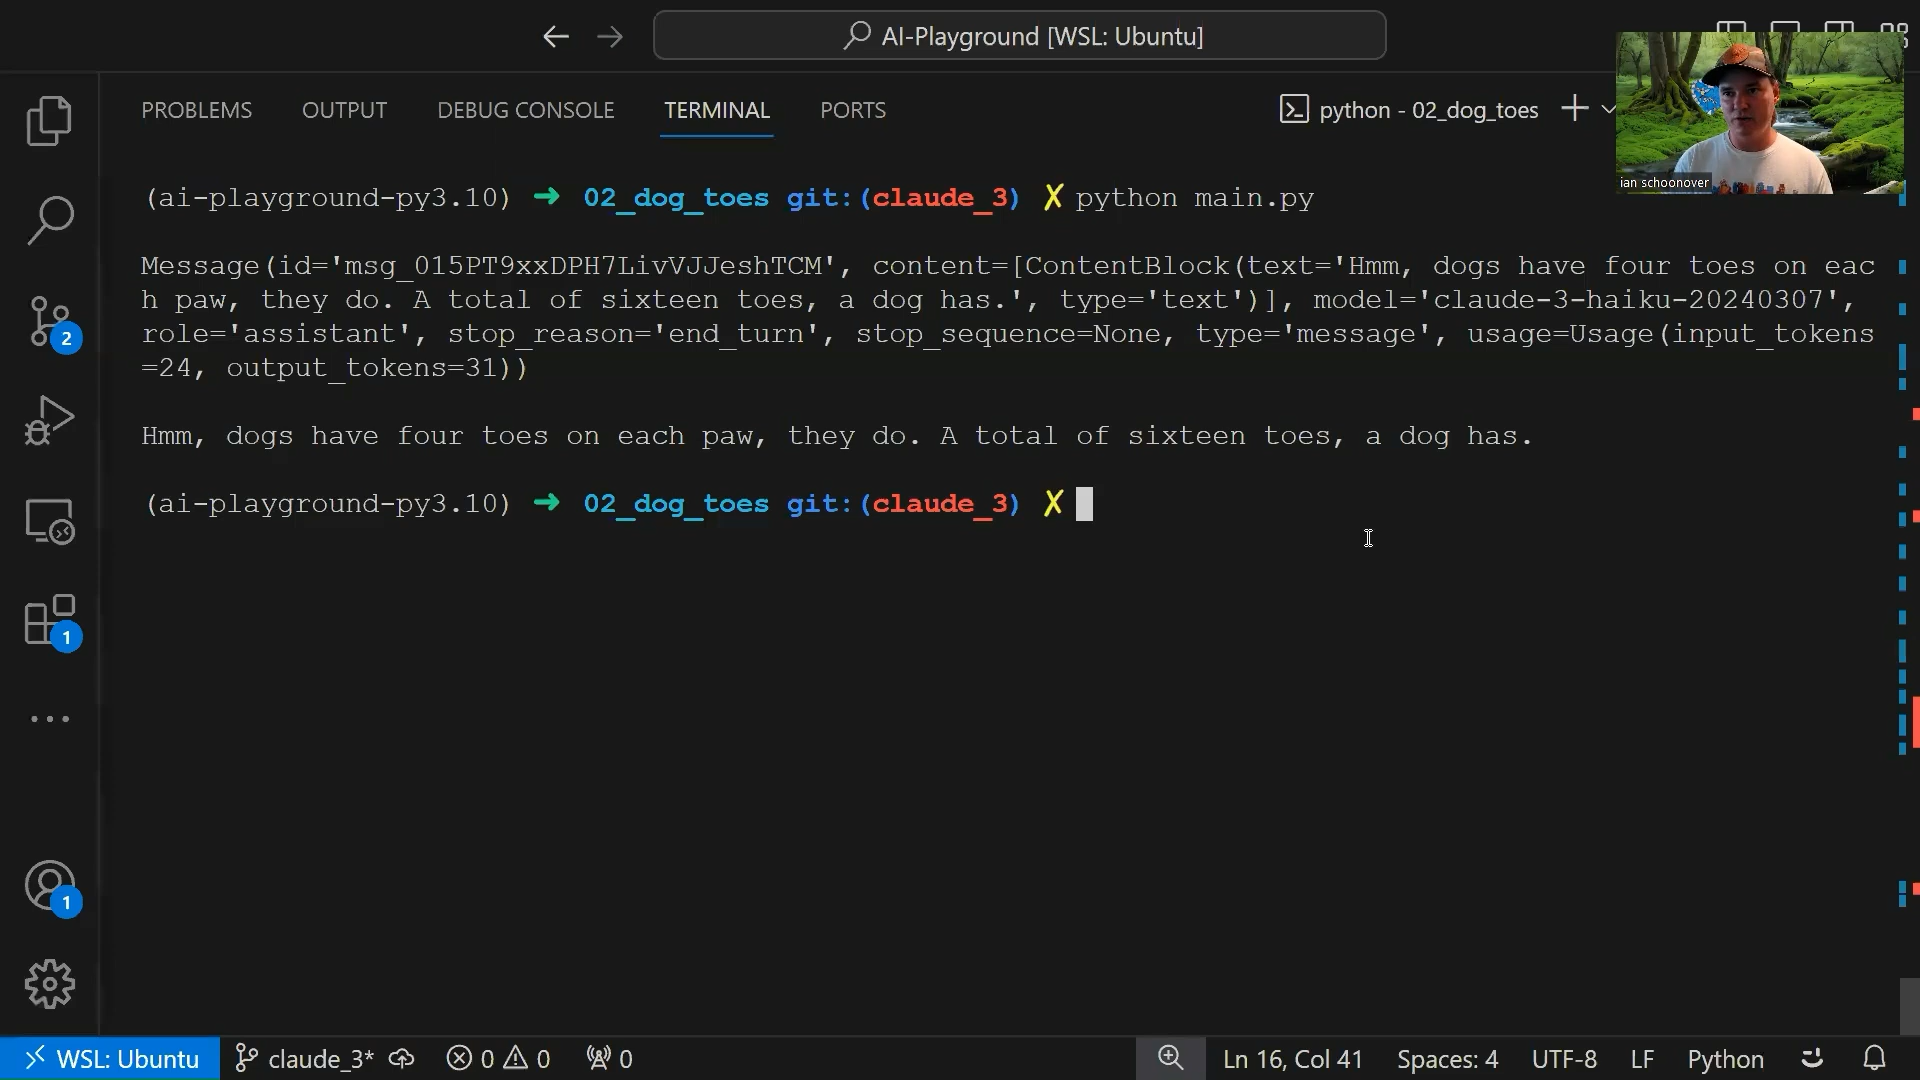 AI-Playground [WSL: Ubuntu]
PROBLEMS OUTPUT DEBUG CONSOLE TERMINAL PORTS python - 02_dog_toes
ian schoonover
(ai-playground-py3.10) ➜ 02_dog_toes git:(claude_3) ✗ python main.py
Message(id='msg_015PT9xxDPH7LivVJJeshTCM', content=[ContentBlock(text='Hmm, dogs have four toes on eac
h paw, they do. A total of sixteen toes, a dog has.', type='text')], model='claude-3-haiku-20240307',
role='assistant', stop_reason='end_turn', stop_sequence=None, type='message', usage=Usage(input_tokens
=24, output_tokens=31))
Hmm, dogs have four toes on each paw, they do. A total of sixteen toes, a dog has.
(ai-playground-py3.10) ➜ 02_dog_toes git:(claude_3) ✗
2
1
1
WSL: Ubuntu claude_3* 0 0 0 Ln 16, Col 41 Spaces: 4 UTF-8 LF Python